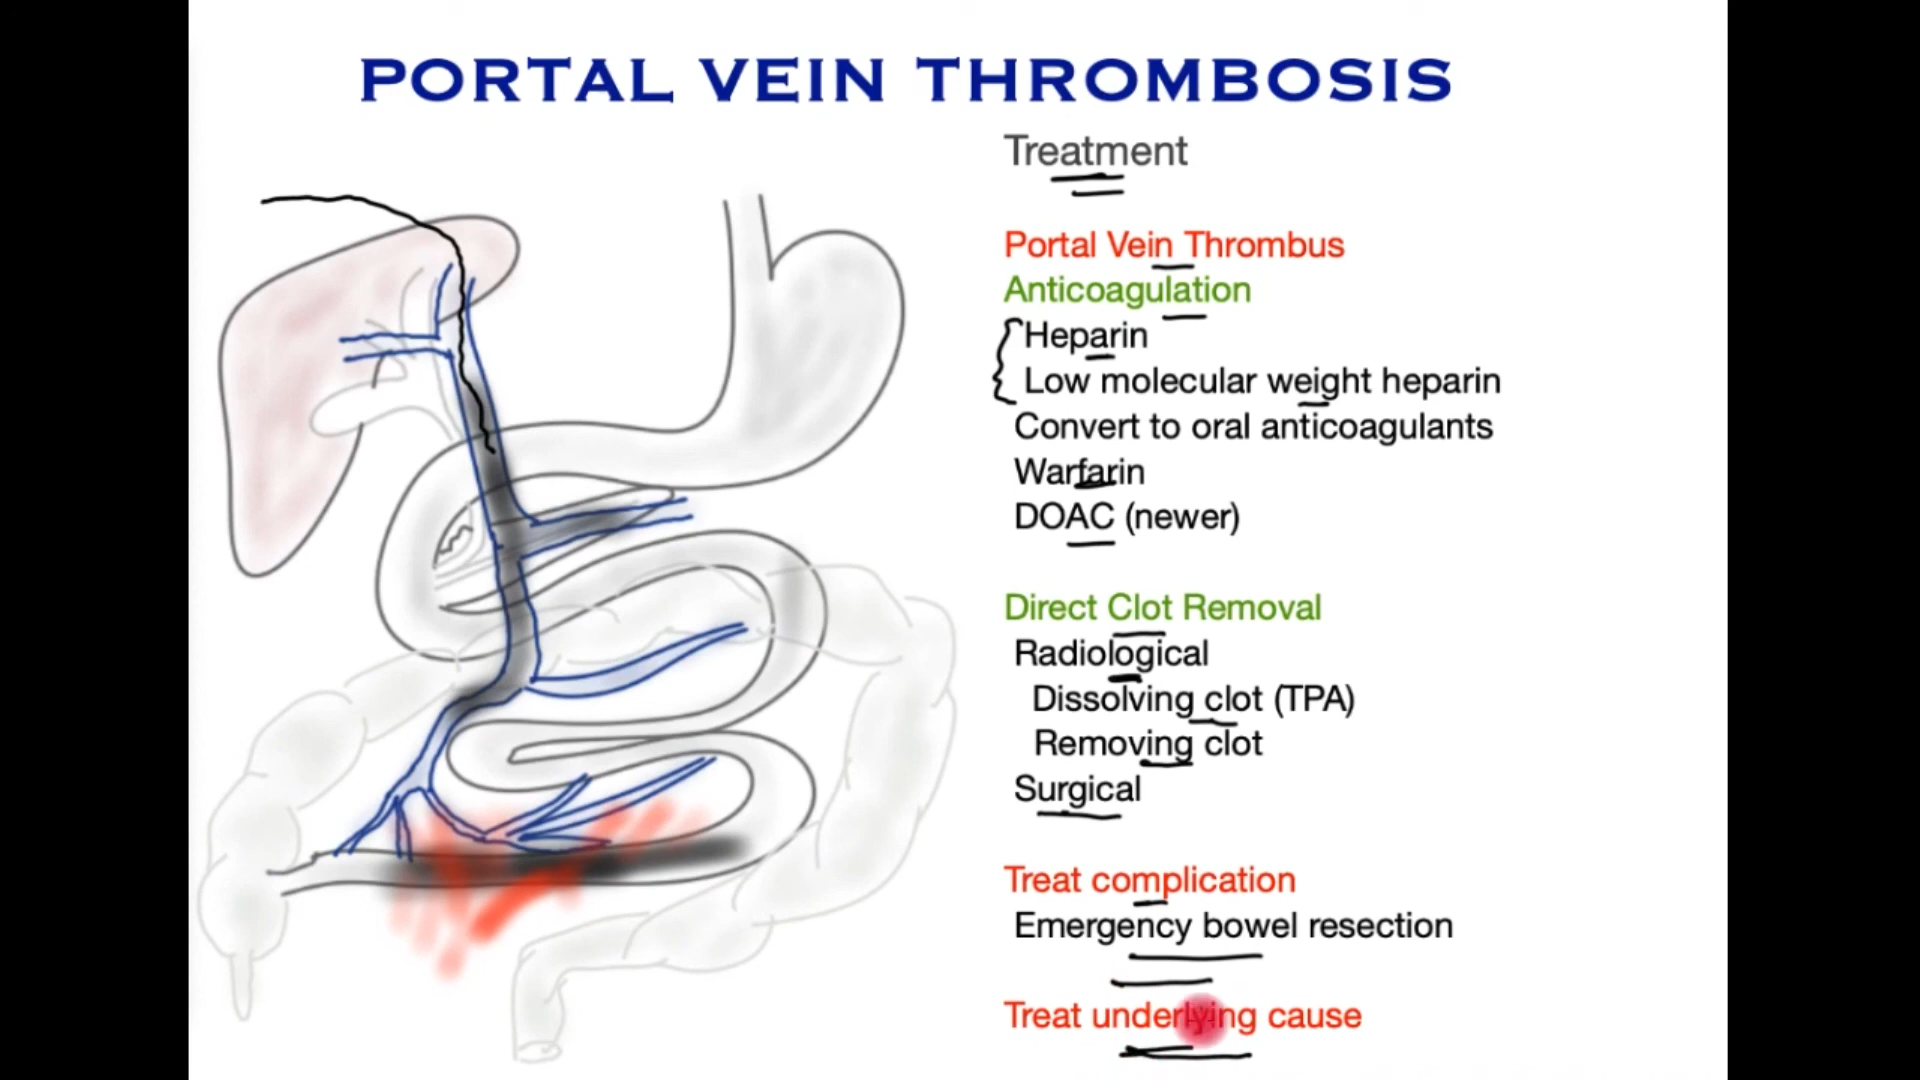 PORTAL VEIN THROMBOSIS
Treatment
Portal Vein Thrombus
Anticoagulation
Heparin
Low molecular weight heparin
Convert to oral anticoagulants
Warfarin
DOAC (newer)
Direct Clot Removal
Radiological
Dissolving clot (TPA)
Removing clot
Surgical
Treat complication
Emergency bowel resection
Treat underlying cause